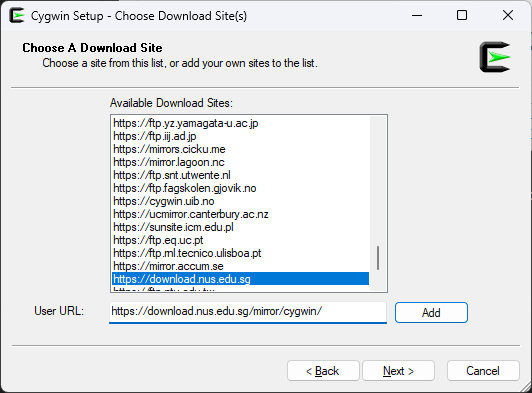 Cygwin Setup - Choose Download Site(s)
Choose A Download Site
Choose a site from this list, or add your own sites to the list.
Available Download Sites:
https://ftp.yz.yamagata-u.ac.jp
https://ftp.iij.ad.jp
https://mirrors.cicku.me
https://mirror.lagoon.nc
https://ftp.snt.utwente.nl
https://ftp.fagskolen.gjovik.no
https://cygwin.uib.no
https://ucmirror.canterbury.ac.nz
https://sunsite.icm.edu.pl
https://ftp.eq.uc.pt
https://ftp.rnl.tecnico.ulisboa.pt
https://mirror.accum.se
https://download.nus.edu.sg
https://ftp.ntu.edu.tw
User URL:
https://download.nus.edu.sg/mirror/cygwin/
Add
< Back
Next >
Cancel